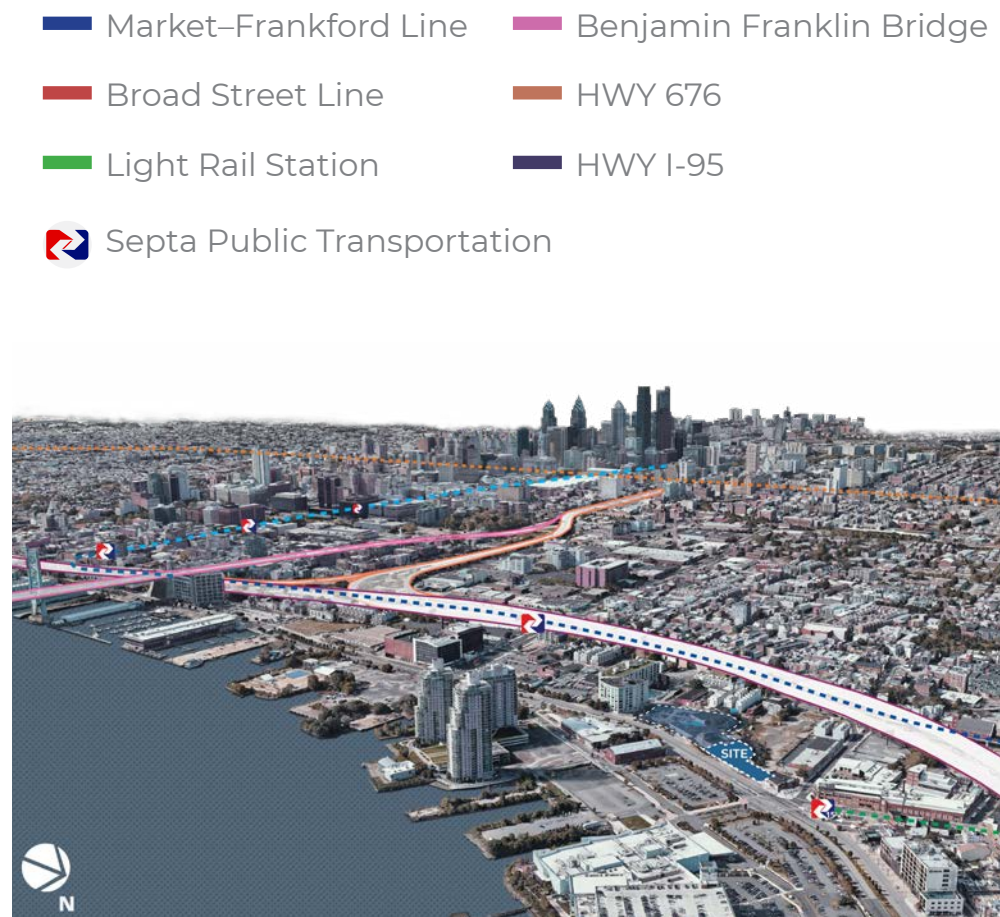 Market–Frankford Line
Benjamin Franklin Bridge
Broad Street Line
HWY 676
Light Rail Station
HWY I-95
Septa Public Transportation
SITE
N